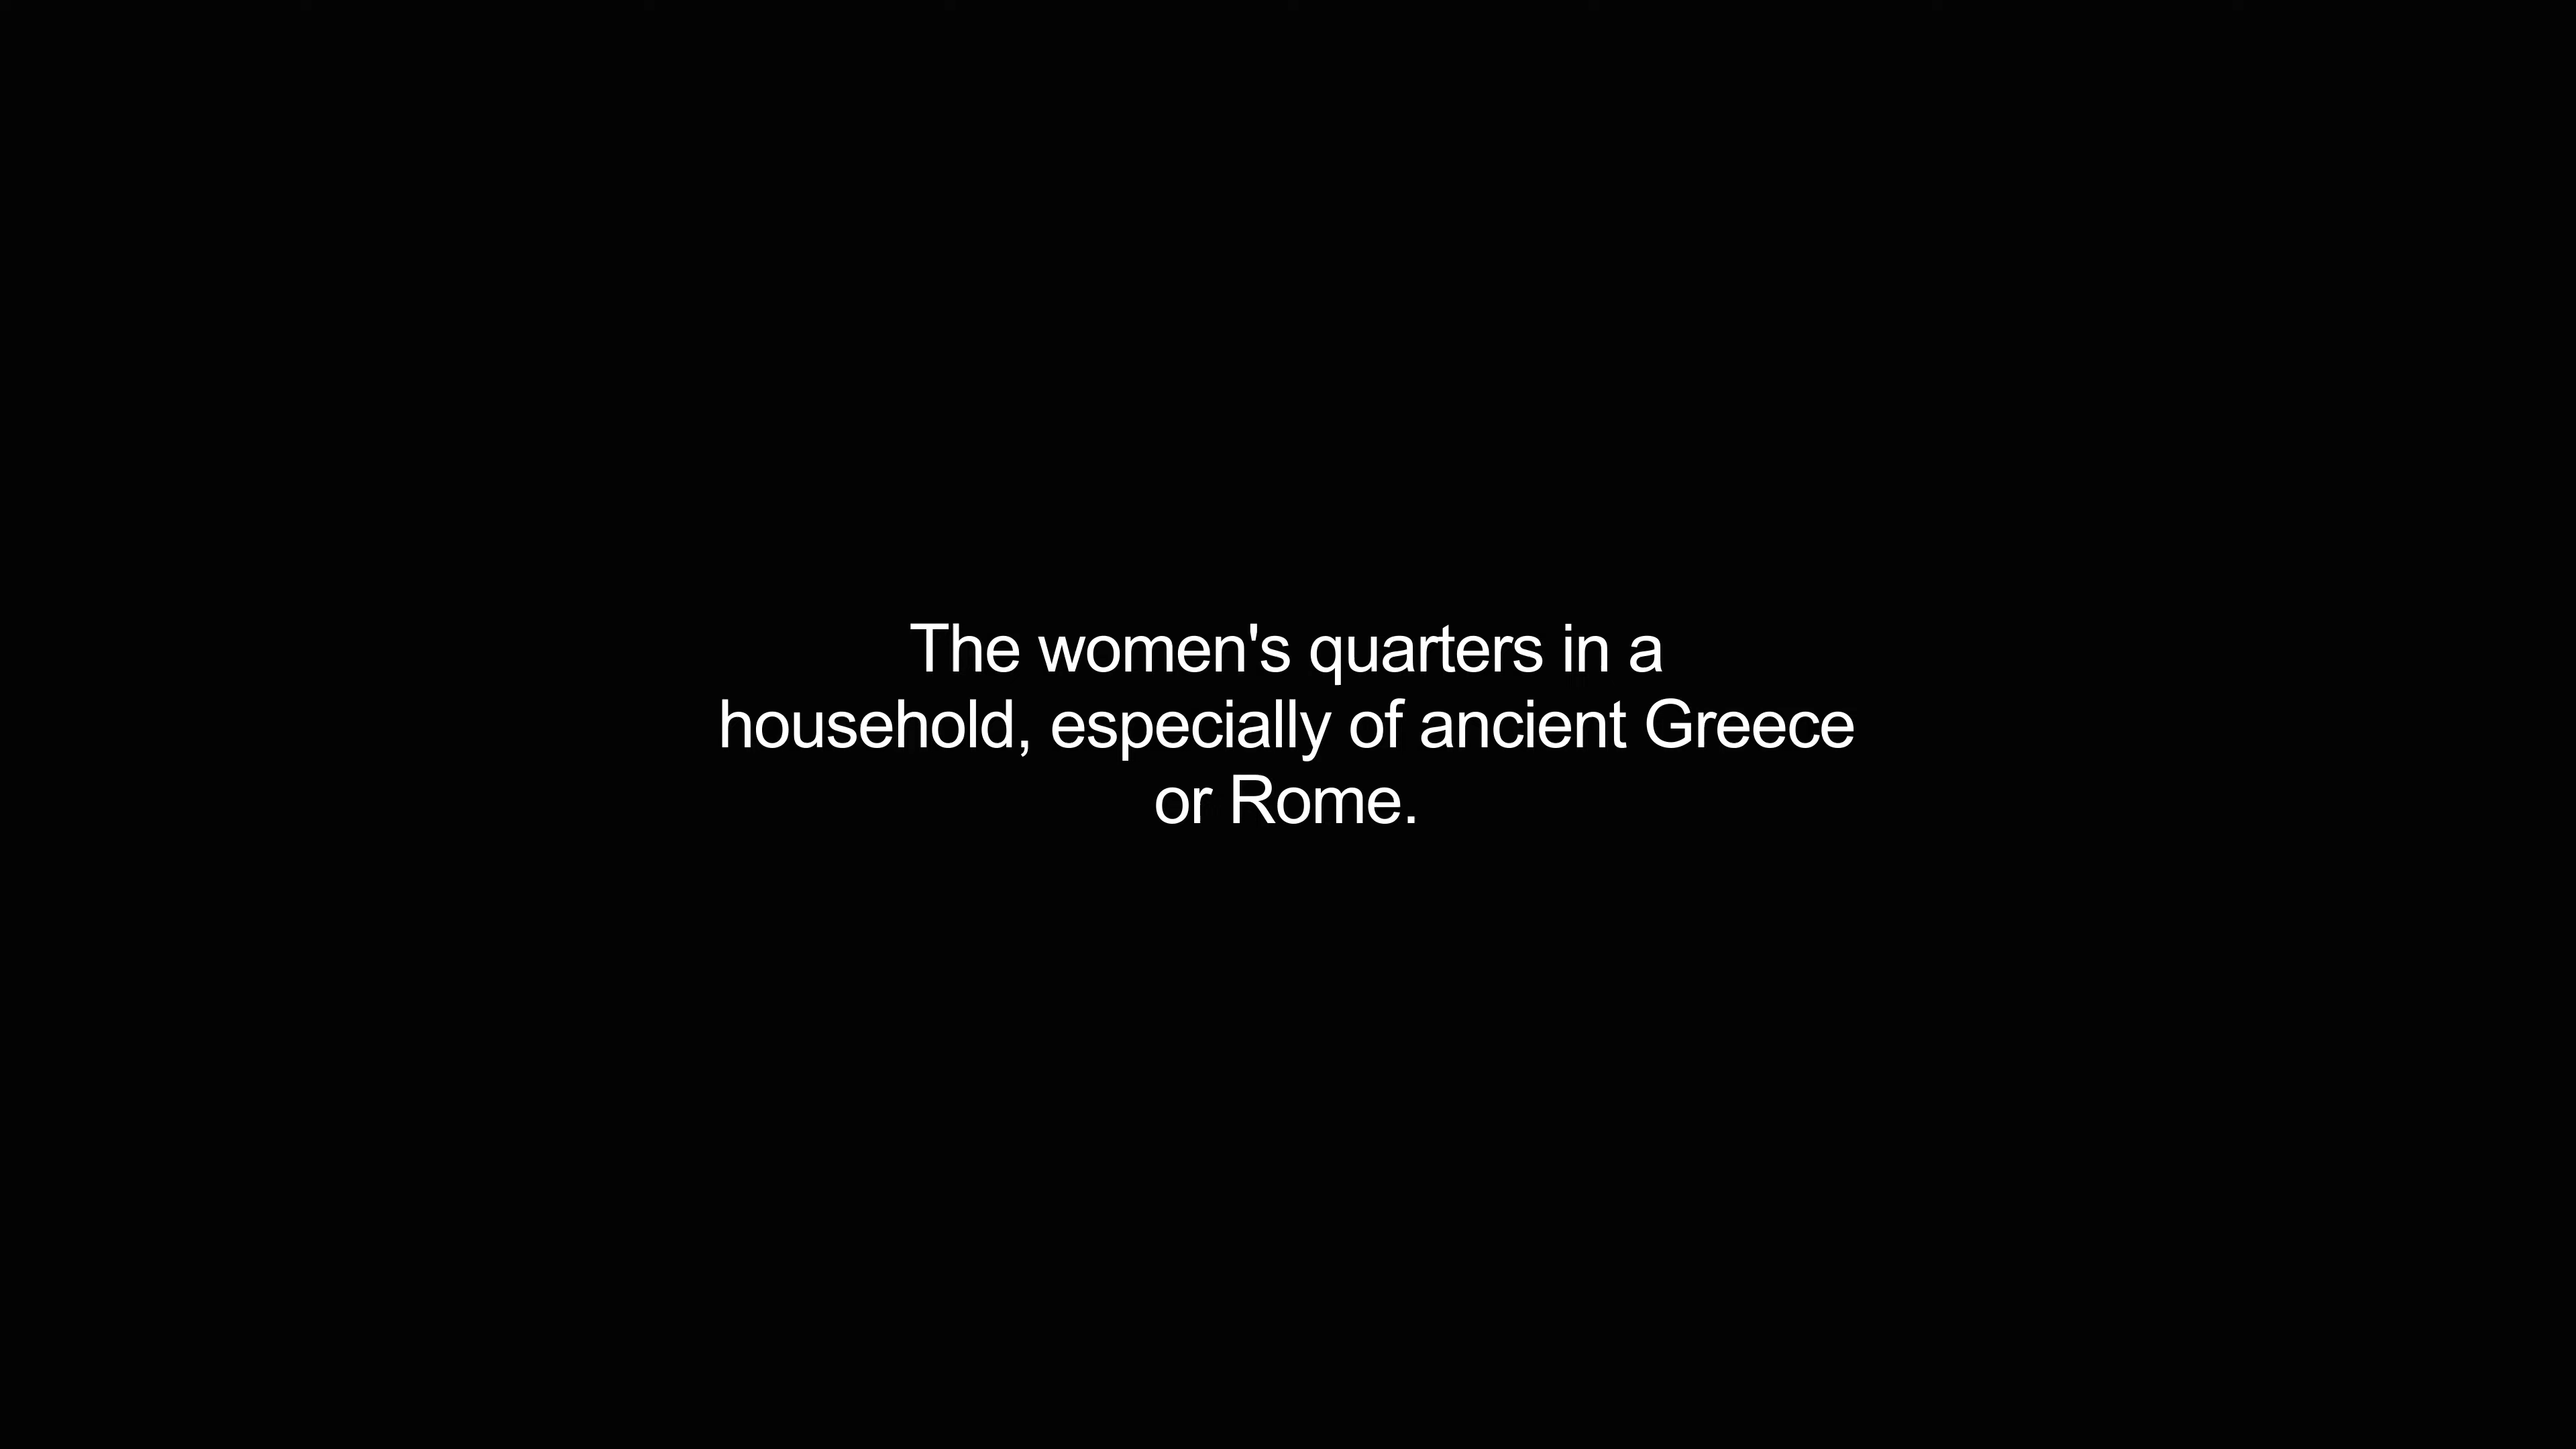 The women's quarters in a
household, especially of ancient Greece
or Rome.